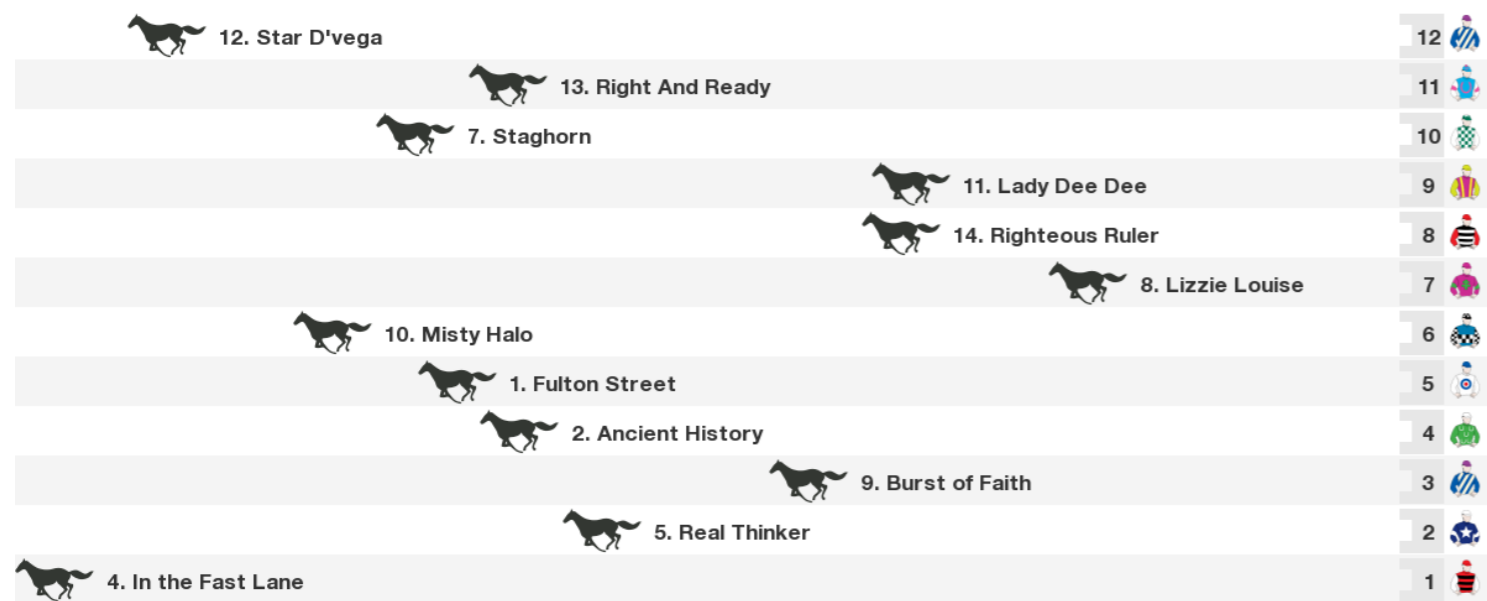 12. Star D'vega 12
13. Right And Ready 11
7. Staghorn 10
11. Lady Dee Dee 9
14. Righteous Ruler 8
8. Lizzie Louise 7
10. Misty Halo 6
1. Fulton Street 5
2. Ancient History 4
9. Burst of Faith 3
5. Real Thinker 2
4. In the Fast Lane 1